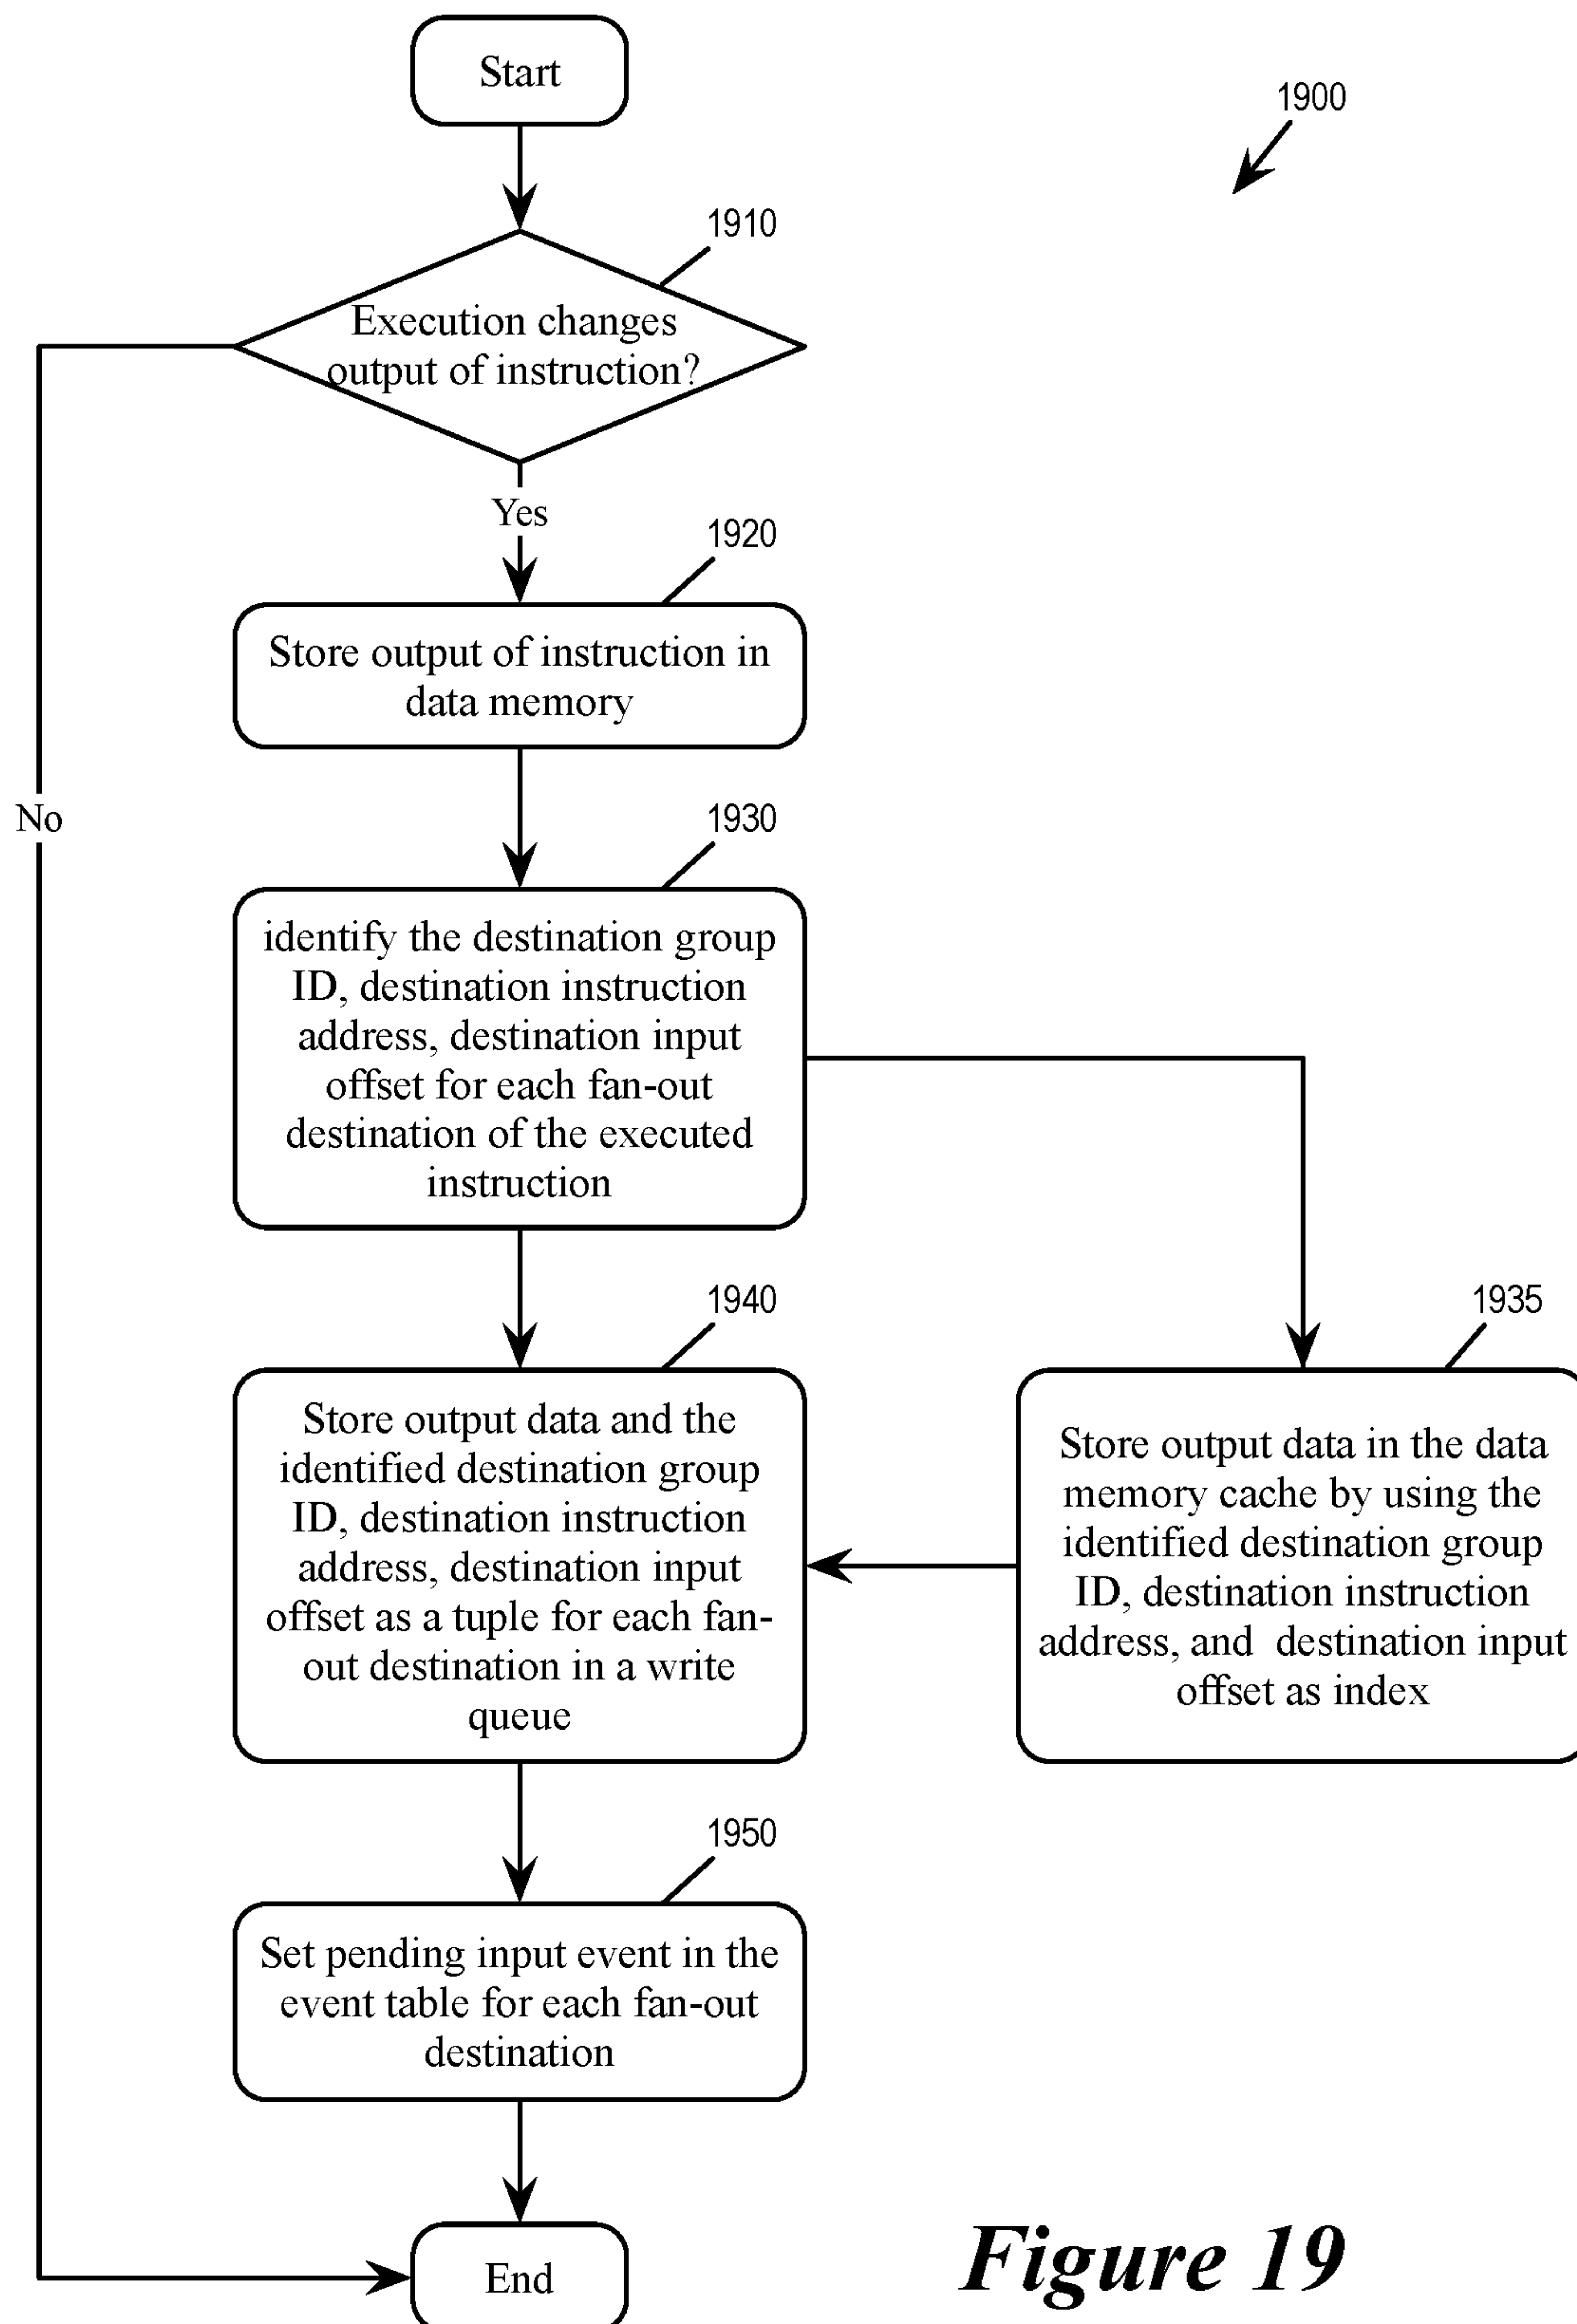 Start
1900
1910
Execution changes
output of instruction?
Yes
1920
Store output of instruction in
data memory
No
1930
identify the destination group
ID, destination instruction
address, destination input
offset for each fan-out
destination of the executed
instruction
1940
Store output data and the
identified destination group
ID, destination instruction
address, destination input
offset as a tuple for each fan-
out destination in a write
queue
1935
Store output data in the data
memory cache by using the
identified destination group
ID, destination instruction
address, and destination input
offset as index
1950
Set pending input event in the
event table for each fan-out
destination
End
Figure 19